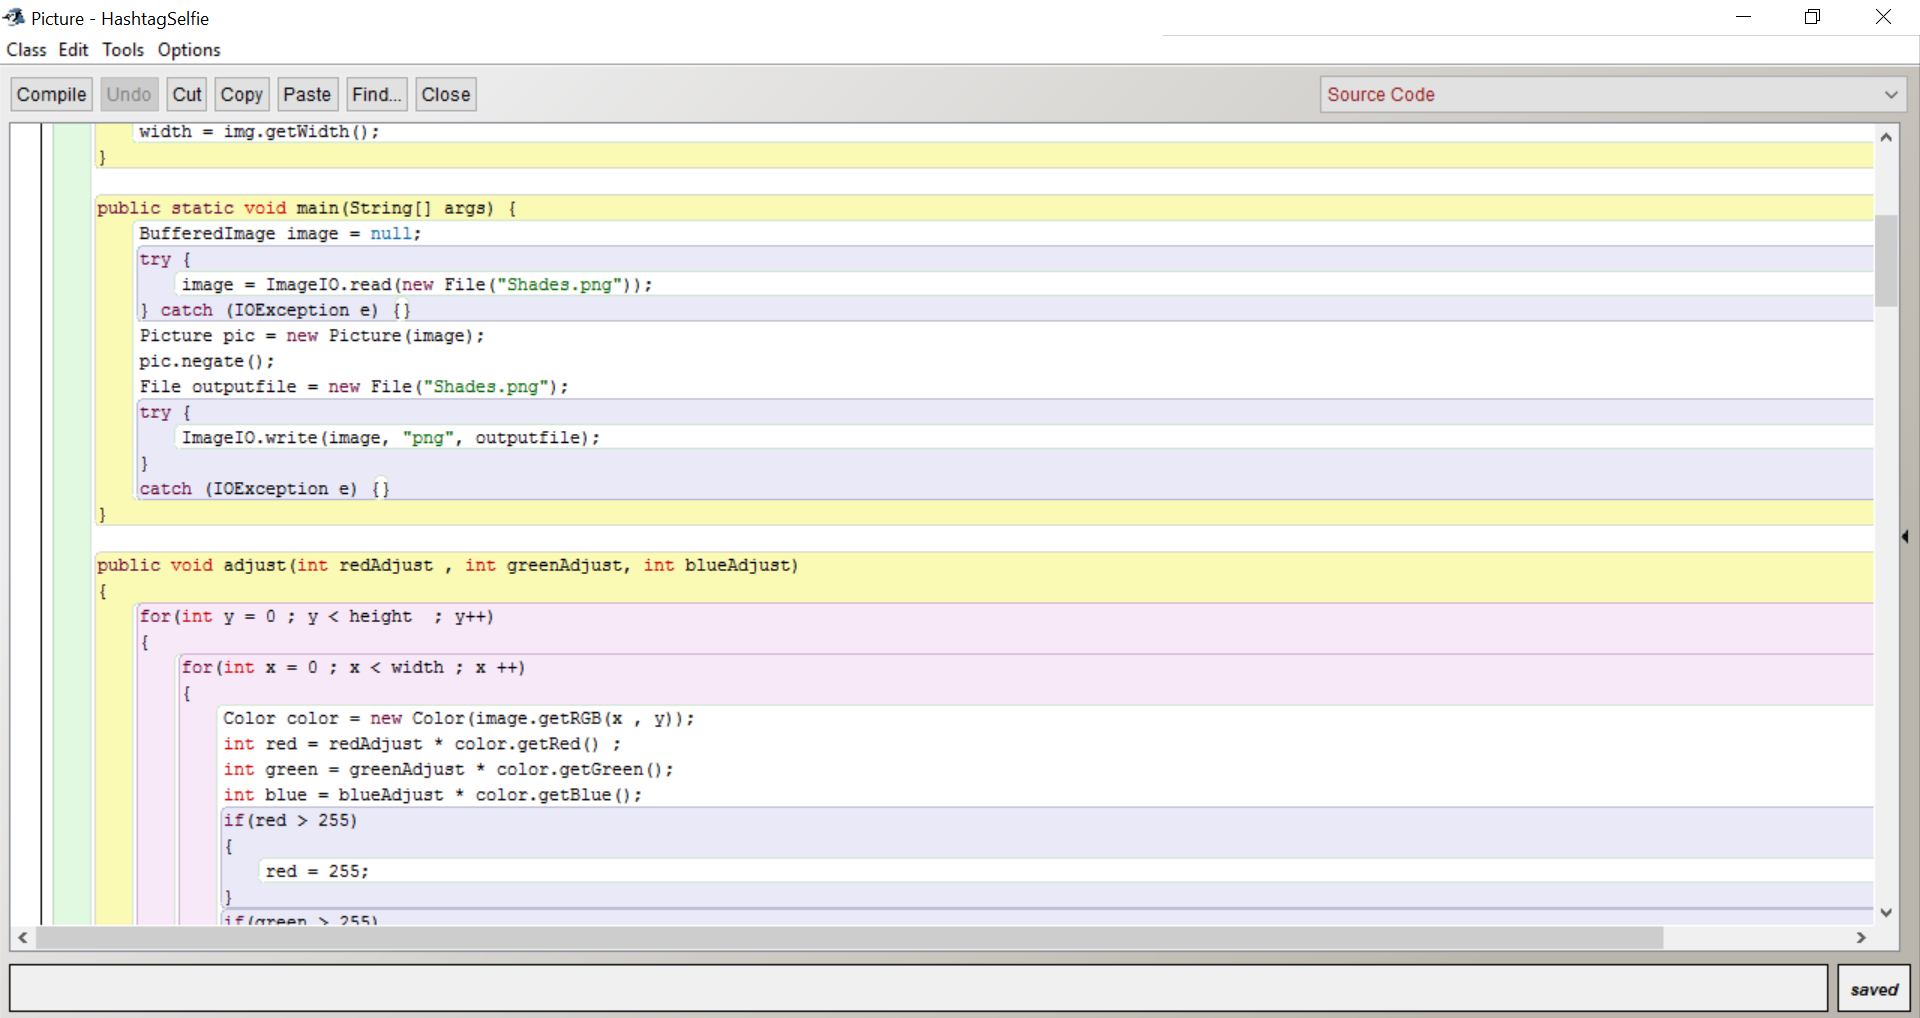 Picture - HashtagSelfie
Class Edit Tools Options
Compile Undo Cut Copy Paste Find... Close Source Code
width = img.getWidth();
}
public static void main(String[] args) {
BufferedImage image = null;
try {
image = ImageIO.read(new File("Shades.png"));
} catch (IOException e) {}
Picture pic = new Picture(image);
pic.negate();
File outputfile = new File("Shades.png");
try {
ImageIO.write(image, "png", outputfile);
}
catch (IOException e) {}
}
public void adjust(int redAdjust , int greenAdjust, int blueAdjust)
{
for(int y = 0 ; y < height  ; y++)
{
for(int x = 0 ; x < width ; x ++)
{
Color color = new Color(image.getRGB(x , y));
int red = redAdjust * color.getRed() ;
int green = greenAdjust * color.getGreen();
int blue = blueAdjust * color.getBlue();
if(red > 255)
{
red = 255;
}
if(green > 255)
saved